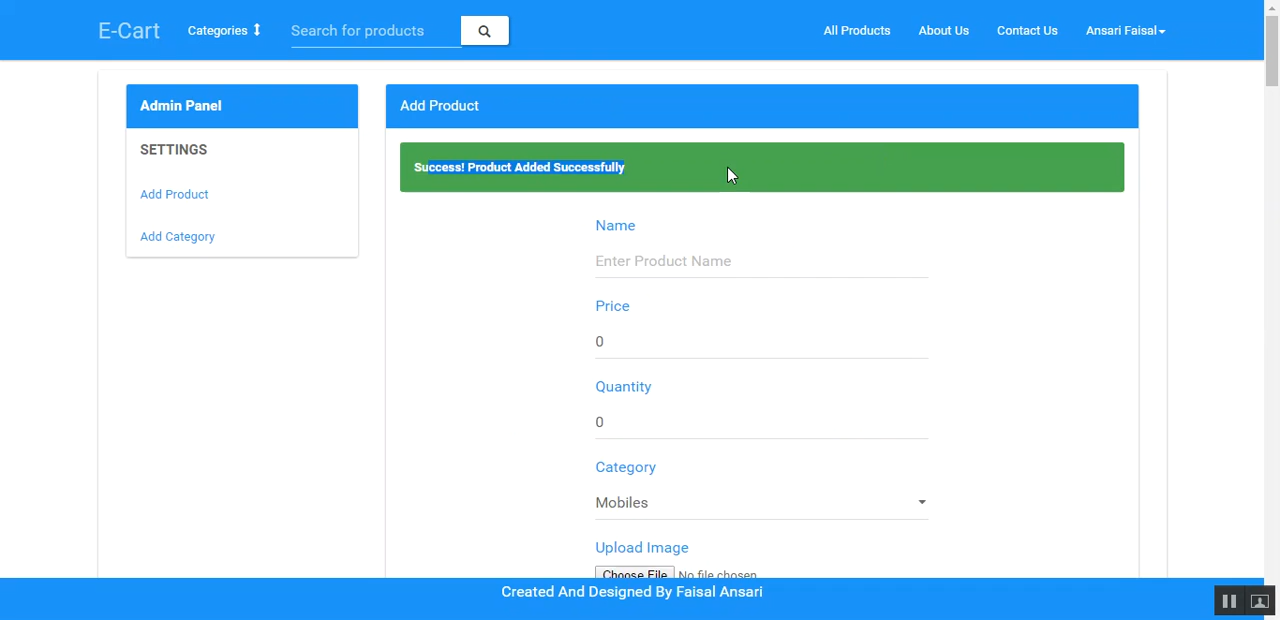 E-Cart
Categories
Search for products
All Products
About Us
Contact Us
Ansari Faisal
Admin Panel
SETTINGS
Add Product
Add Category
Add Product
Success! Product Added Successfully
Name
Enter Product Name
Price
0
Quantity
0
Category
Mobiles
Upload Image
Choose File No file chosen
Created And Designed By Faisal Ansari